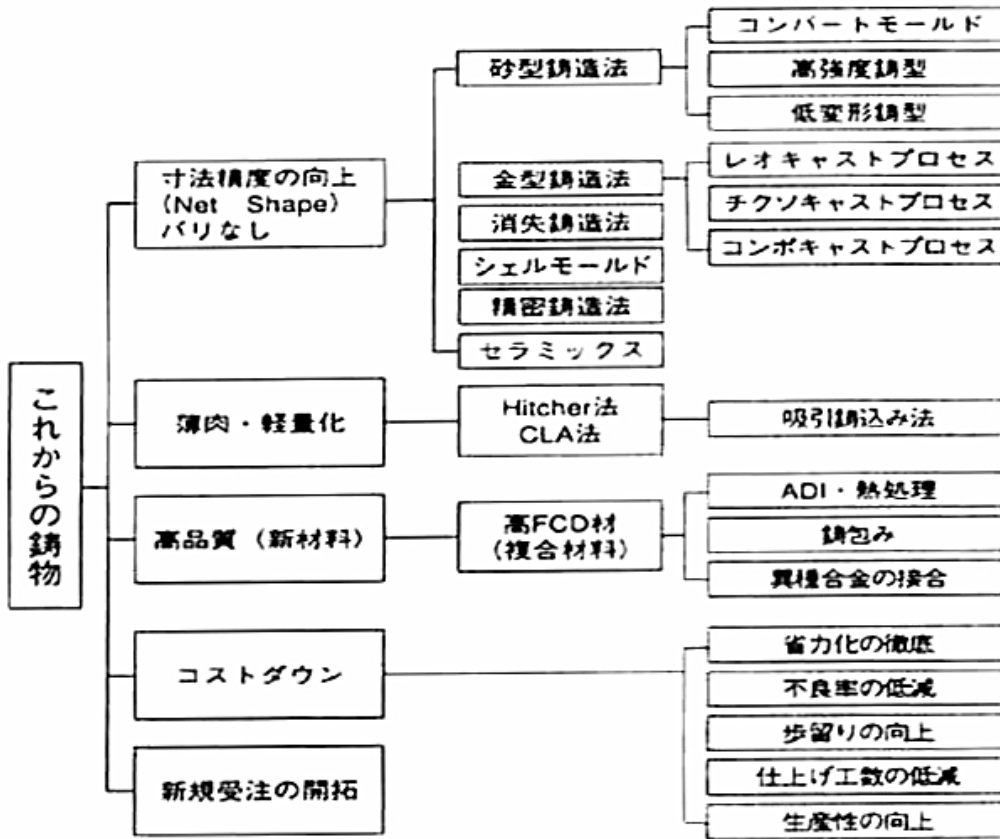 これからの鋳物
寸法精度の向上
(Net Shape)
バリなし
砂型鋳造法
コンバートモールド
高強度鋳型
低変形鋳型
金型鋳造法
レオキャストプロセス
チクソキャストプロセス
コンポキャストプロセス
消失鋳造法
シェルモールド
精密鋳造法
セラミックス
薄肉・軽量化
Hitcher法
CLA法
吸引鋳込み法
高品質（新材料）
高FCD材
(複合材料)
ADI・熱処理
鋳包み
異種合金の接合
コストダウン
省力化の徹底
不良率の低減
歩留りの向上
仕上げ工数の低減
生産性の向上
新規受注の開拓